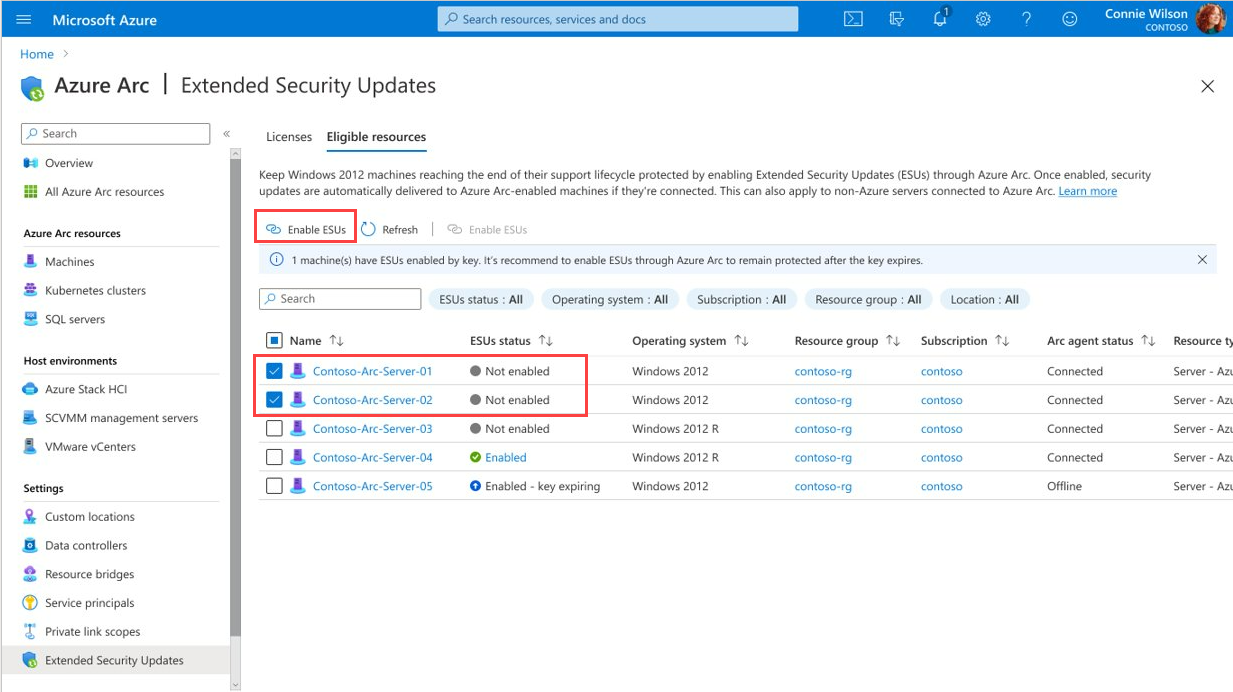 Microsoft Azure
Search resources, services and docs
1
Connie Wilson
CONTOSO
Home
Azure Arc | Extended Security Updates
Search
«
Overview
All Azure Arc resources
Azure Arc resources
Machines
Kubernetes clusters
SQL servers
Host environments
Azure Stack HCI
SCVMM management servers
VMware vCenters
Settings
Custom locations
Data controllers
Resource bridges
Service principals
Private link scopes
Extended Security Updates
Licenses Eligible resources
Keep Windows 2012 machines reaching the end of their support lifecycle protected by enabling Extended Security Updates (ESUs) through Azure Arc. Once enabled, security
updates are automatically delivered to Azure Arc-enabled machines if they're connected. This can also apply to non-Azure servers connected to Azure Arc. Learn more
Enable ESUs Refresh | Enable ESUs
1 machine(s) have ESUs enabled by key. It's recommend to enable ESUs through Azure Arc to remain protected after the key expires.
Search ESUs status : All Operating system : All Subscription : All Resource group : All Location : All
Name ESUs status Operating system Resource group Subscription Arc agent status Resource ty
Contoso-Arc-Server-01 Not enabled Windows 2012 contoso-rg contoso Connected Server - Azu
Contoso-Arc-Server-02 Not enabled Windows 2012 contoso-rg contoso Connected Server - Azu
Contoso-Arc-Server-03 Not enabled Windows 2012 R contoso-rg contoso Connected Server - Azu
Contoso-Arc-Server-04 Enabled Windows 2012 R contoso-rg contoso Connected Server - Azu
Contoso-Arc-Server-05 Enabled - key expiring Windows 2012 contoso-rg contoso Offline Server - Azu